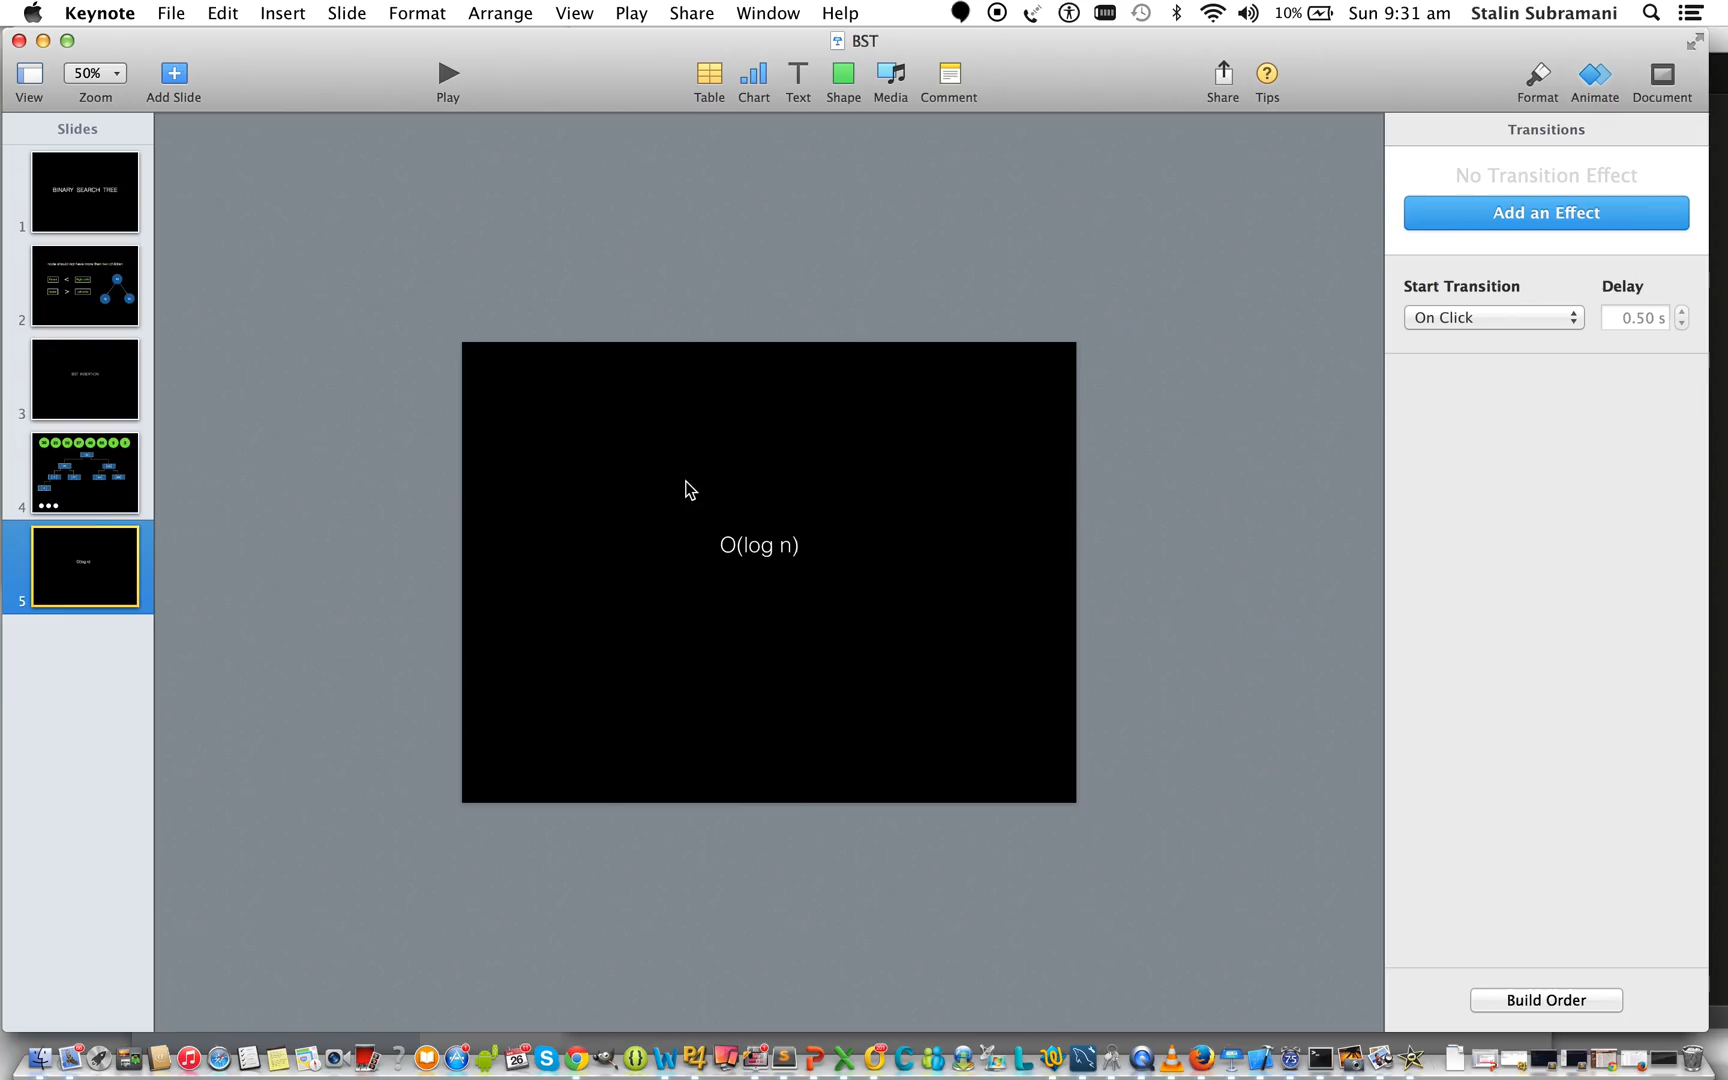 Keynote File Edit Insert Slide Format Arrange View Play Share Window Help 10% Sun 9:31 am Stalin Subramani
BST
50%
View Zoom Add Slide Play Table Chart Text Shape Media Comment Share Tips Format Animate Document
Slides
Transitions
No Transition Effect
Add an Effect
Start Transition Delay
On Click 0.50 s
BINARY SEARCH TREE
1
2
BST INSERTION
3
4
O(log n)
5
O(log n)
Build Order